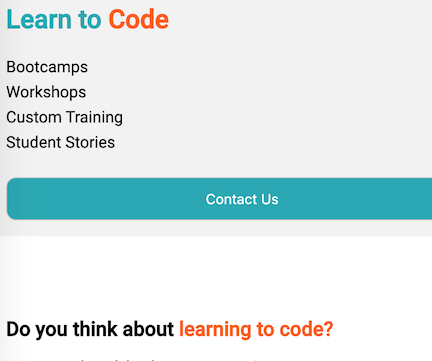 Learn to Code
Bootcamps
Workshops
Custom Training
Student Stories
Contact Us
Do you think about learning to code?